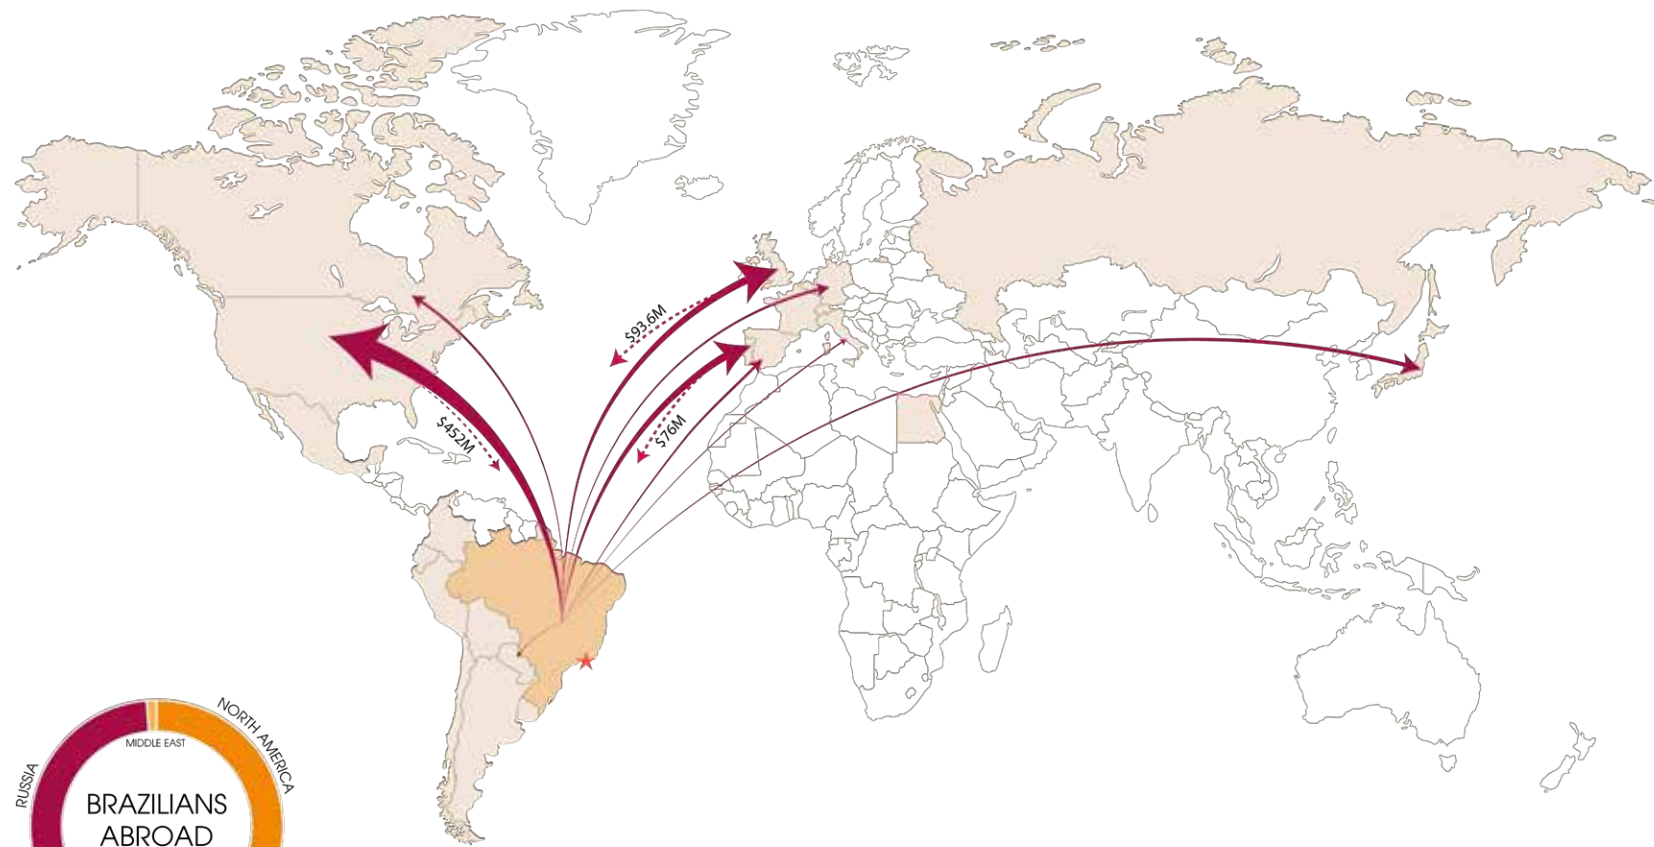 $93.6M
$76M
$452M
NORTH AMERICA
MIDDLE EAST
RUSSIA
BRAZILIANS
ABROAD